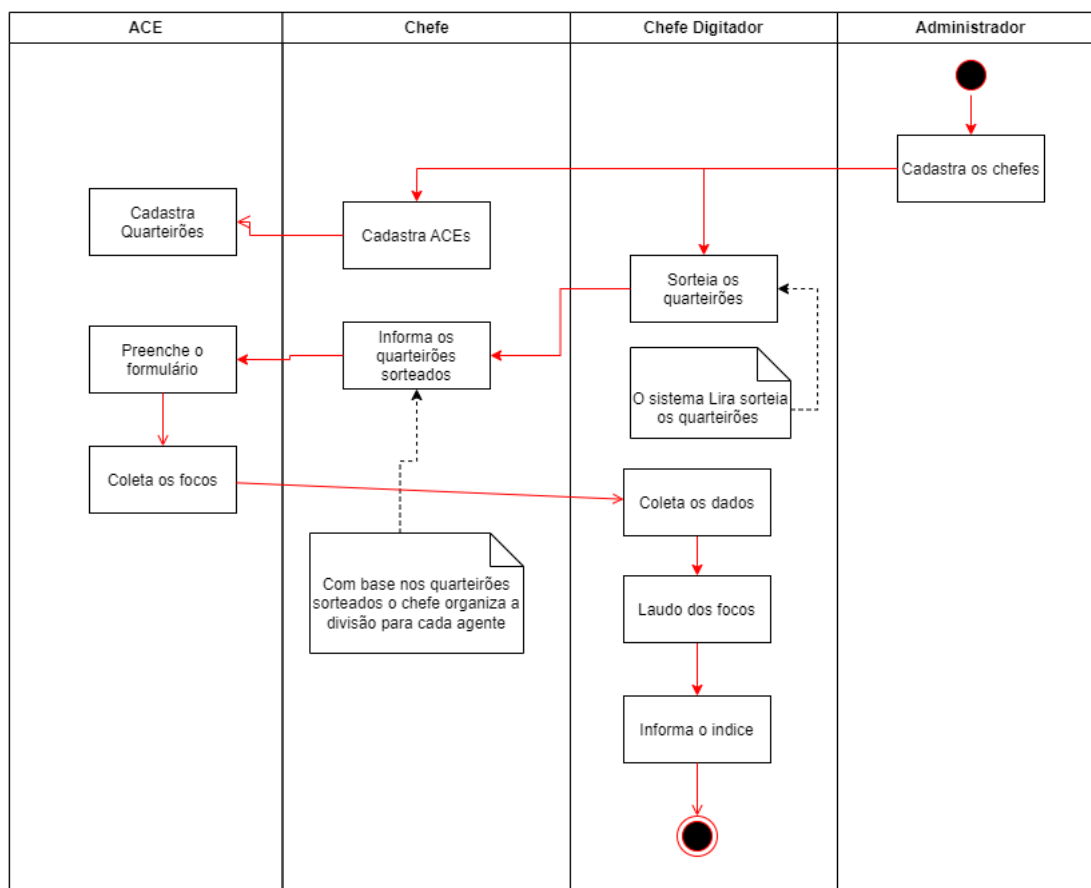 ACE
Chefe
Chefe Digitador
Administrador
Cadastra os chefes
Cadastra
Quarteirões
Cadastra ACEs
Sorteia os
quarteirões
Preenche o
formulário
Informa os
quarteirões
sorteados
O sistema Lira sorteia
os quarteirões
Coleta os focos
Coleta os dados
Com base nos quarteirões
sorteados o chefe organiza a
divisão para cada agente
Laudo dos focos
Informa o indice